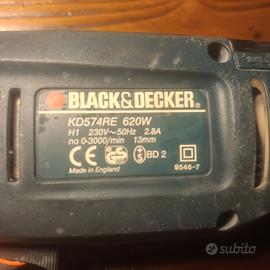 BLACK&DECKER®
KD574RE 620W
H1 230V~50Hz 2.8A
no 0-3000/min 13mm
CE GS BD 2
Made in England
9546-7
subito